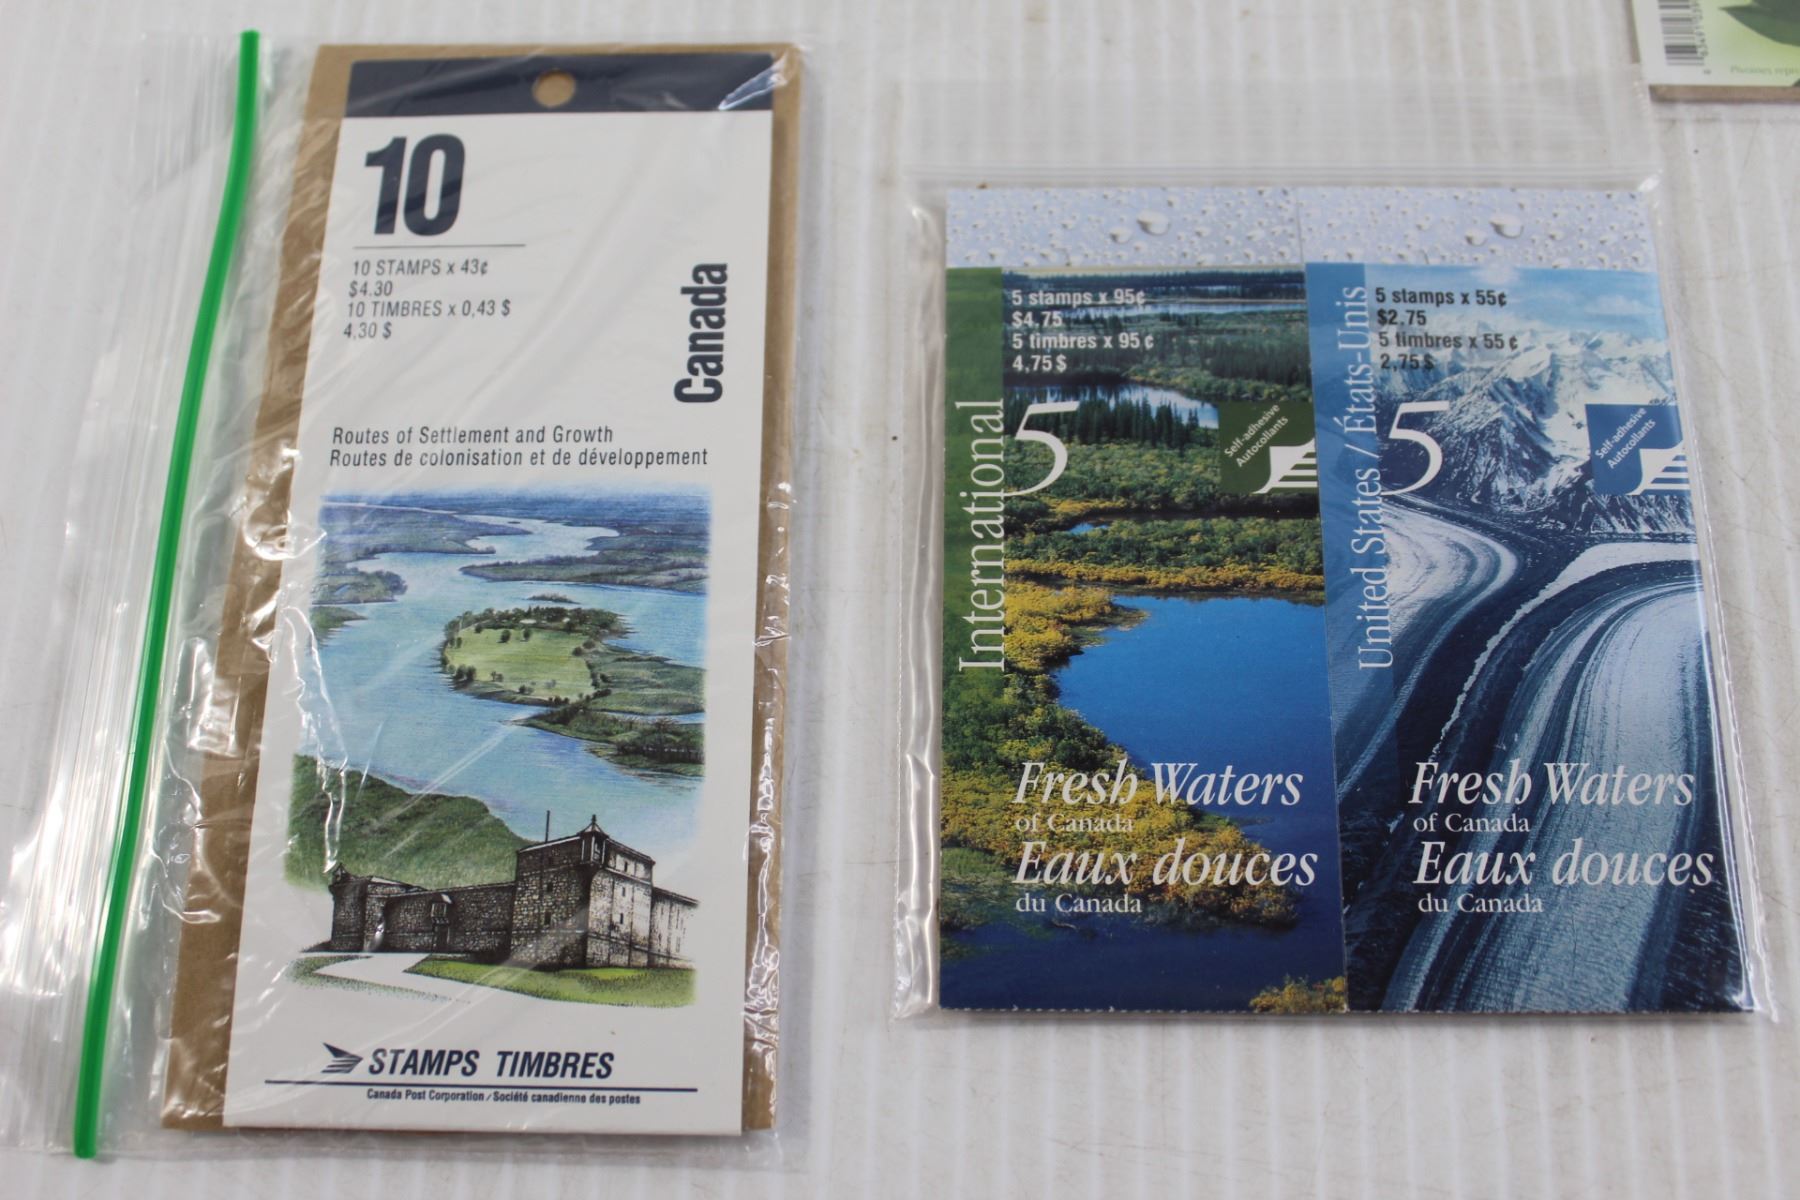 10
10 STAMPS x 43¢
$4.30
10 TIMBRES x 0,43 $
4,30 $
Canada
Routes of Settlement and Growth
Routes de colonisation et de développement
STAMPS TIMBRES
Canada Post Corporation / Société canadienne des postes
International
5 stamps x 95¢
$4.75
5 timbres x 95 ¢
4,75 $
5
Self-adhesive
Autocollants
Fresh Waters
of Canada
Eaux douces
du Canada
United States / États-Unis
5 stamps x 55¢
$2.75
5 timbres x 55 ¢
2,75 $
5
Self-adhesive
Autocollants
Fresh Waters
of Canada
Eaux douces
du Canada